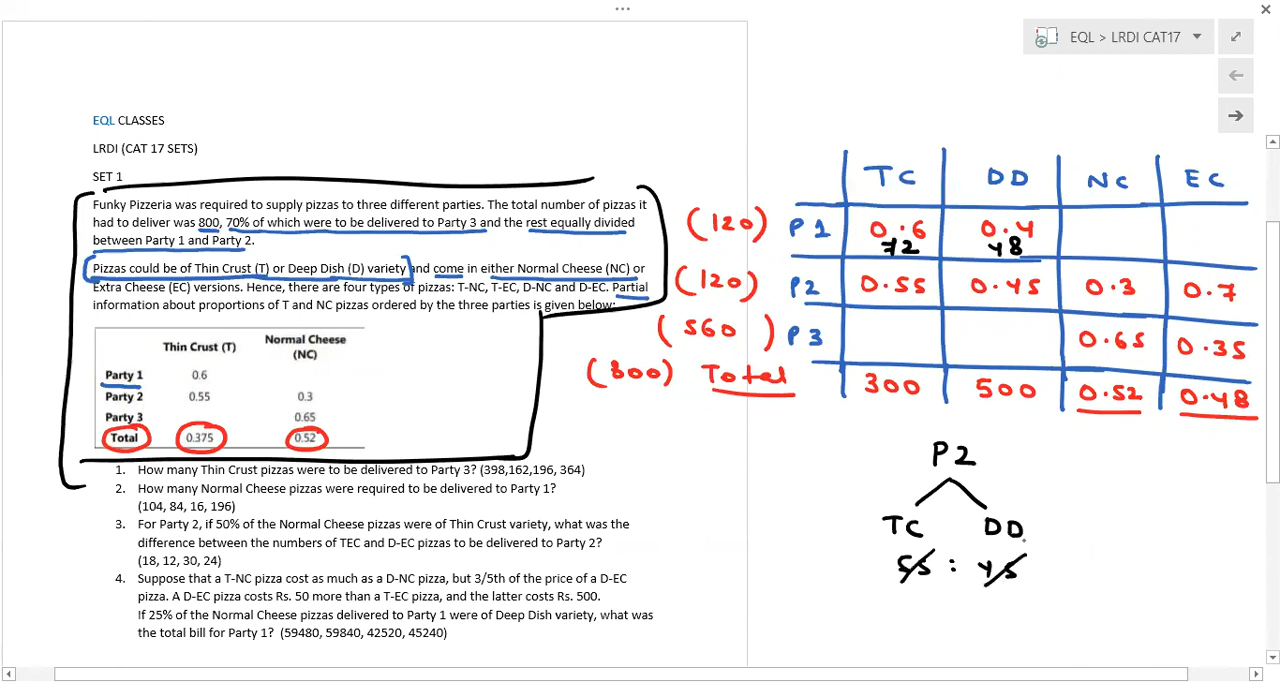 EQL > LRDI CAT17
EQL CLASSES
LRDI (CAT 17 SETS)
SET 1
Funky Pizzeria was required to supply pizzas to three different parties. The total number of pizzas it
had to deliver was 800, 70% of which were to be delivered to Party 3 and the rest equally divided
between Party 1 and Party 2.
Pizzas could be of Thin Crust (T) or Deep Dish (D) variety and come in either Normal Cheese (NC) or
Extra Cheese (EC) versions. Hence, there are four types of pizzas: T-NC, T-EC, D-NC and D-EC. Partial
information about proportions of T and NC pizzas ordered by the three parties is given below:
Thin Crust (T) Normal Cheese
(NC)
Party 1 0.6
Party 2 0.55 0.3
Party 3 0.65
Total 0.375 0.52
1. How many Thin Crust pizzas were to be delivered to Party 3? (398,162,196, 364)
2. How many Normal Cheese pizzas were required to be delivered to Party 1?
(104, 84, 16, 196)
3. For Party 2, if 50% of the Normal Cheese pizzas were of Thin Crust variety, what was the
difference between the numbers of TEC and D-EC pizzas to be delivered to Party 2?
(18, 12, 30, 24)
4. Suppose that a T-NC pizza cost as much as a D-NC pizza, but 3/5th of the price of a D-EC
pizza. A D-EC pizza costs Rs. 50 more than a T-EC pizza, and the latter costs Rs. 500.
If 25% of the Normal Cheese pizzas delivered to Party 1 were of Deep Dish variety, what was
the total bill for Party 1? (59480, 59840, 42520, 45240)
TC DD NC EC
(120) P1 0.6 0.4
72 48
(120) P2 0.55 0.45 0.3 0.7
(560) P3 0.65 0.35
(800) Total 300 500 0.52 0.48
P2
TC DD
55 : 45